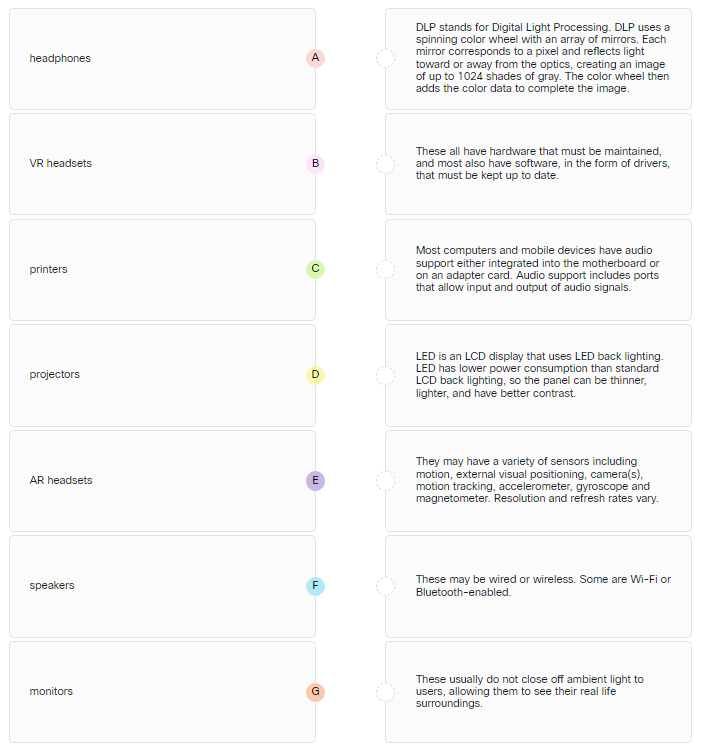 headphones
A
DLP stands for Digital Light Processing. DLP uses a
spinning color wheel with an array of mirrors. Each
mirror corresponds to a pixel and reflects light
toward or away from the optics, creating an image
of up to 1024 shades of gray. The color wheel then
adds the color data to complete the image.
VR headsets
B
These all have hardware that must be maintained,
and most also have software, in the form of drivers,
that must be kept up to date.
printers
C
Most computers and mobile devices have audio
support either integrated into the motherboard or
on an adapter card. Audio support includes ports
that allow input and output of audio signals.
projectors
D
LED is an LCD display that uses LED back lighting.
LED has lower power consumption than standard
LCD back lighting, so the panel can be thinner,
lighter, and have better contrast.
AR headsets
E
They may have a variety of sensors including
motion, external visual positioning, camera(s),
motion tracking, accelerometer, gyroscope and
magnetometer. Resolution and refresh rates vary.
speakers
F
These may be wired or wireless. Some are Wi-Fi or
Bluetooth-enabled.
monitors
G
These usually do not close off ambient light to
users, allowing them to see their real life
surroundings.